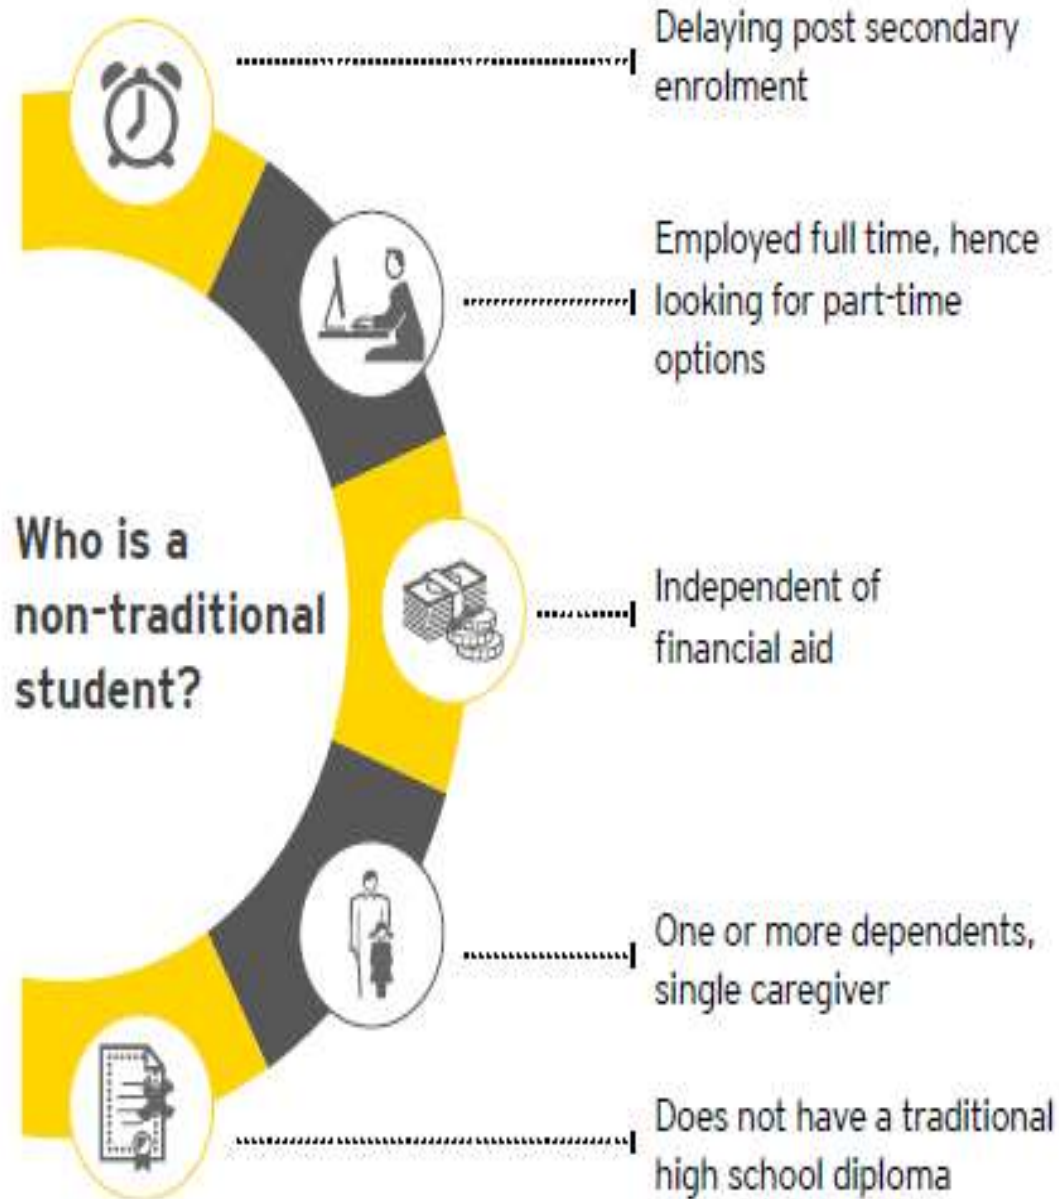 Delaying post secondary
enrolment
Employed full time, hence
looking for part-time
options
Who is a
non-traditional
student?
Independent of
financial aid
One or more dependents,
single caregiver
Does not have a traditional
high school diploma